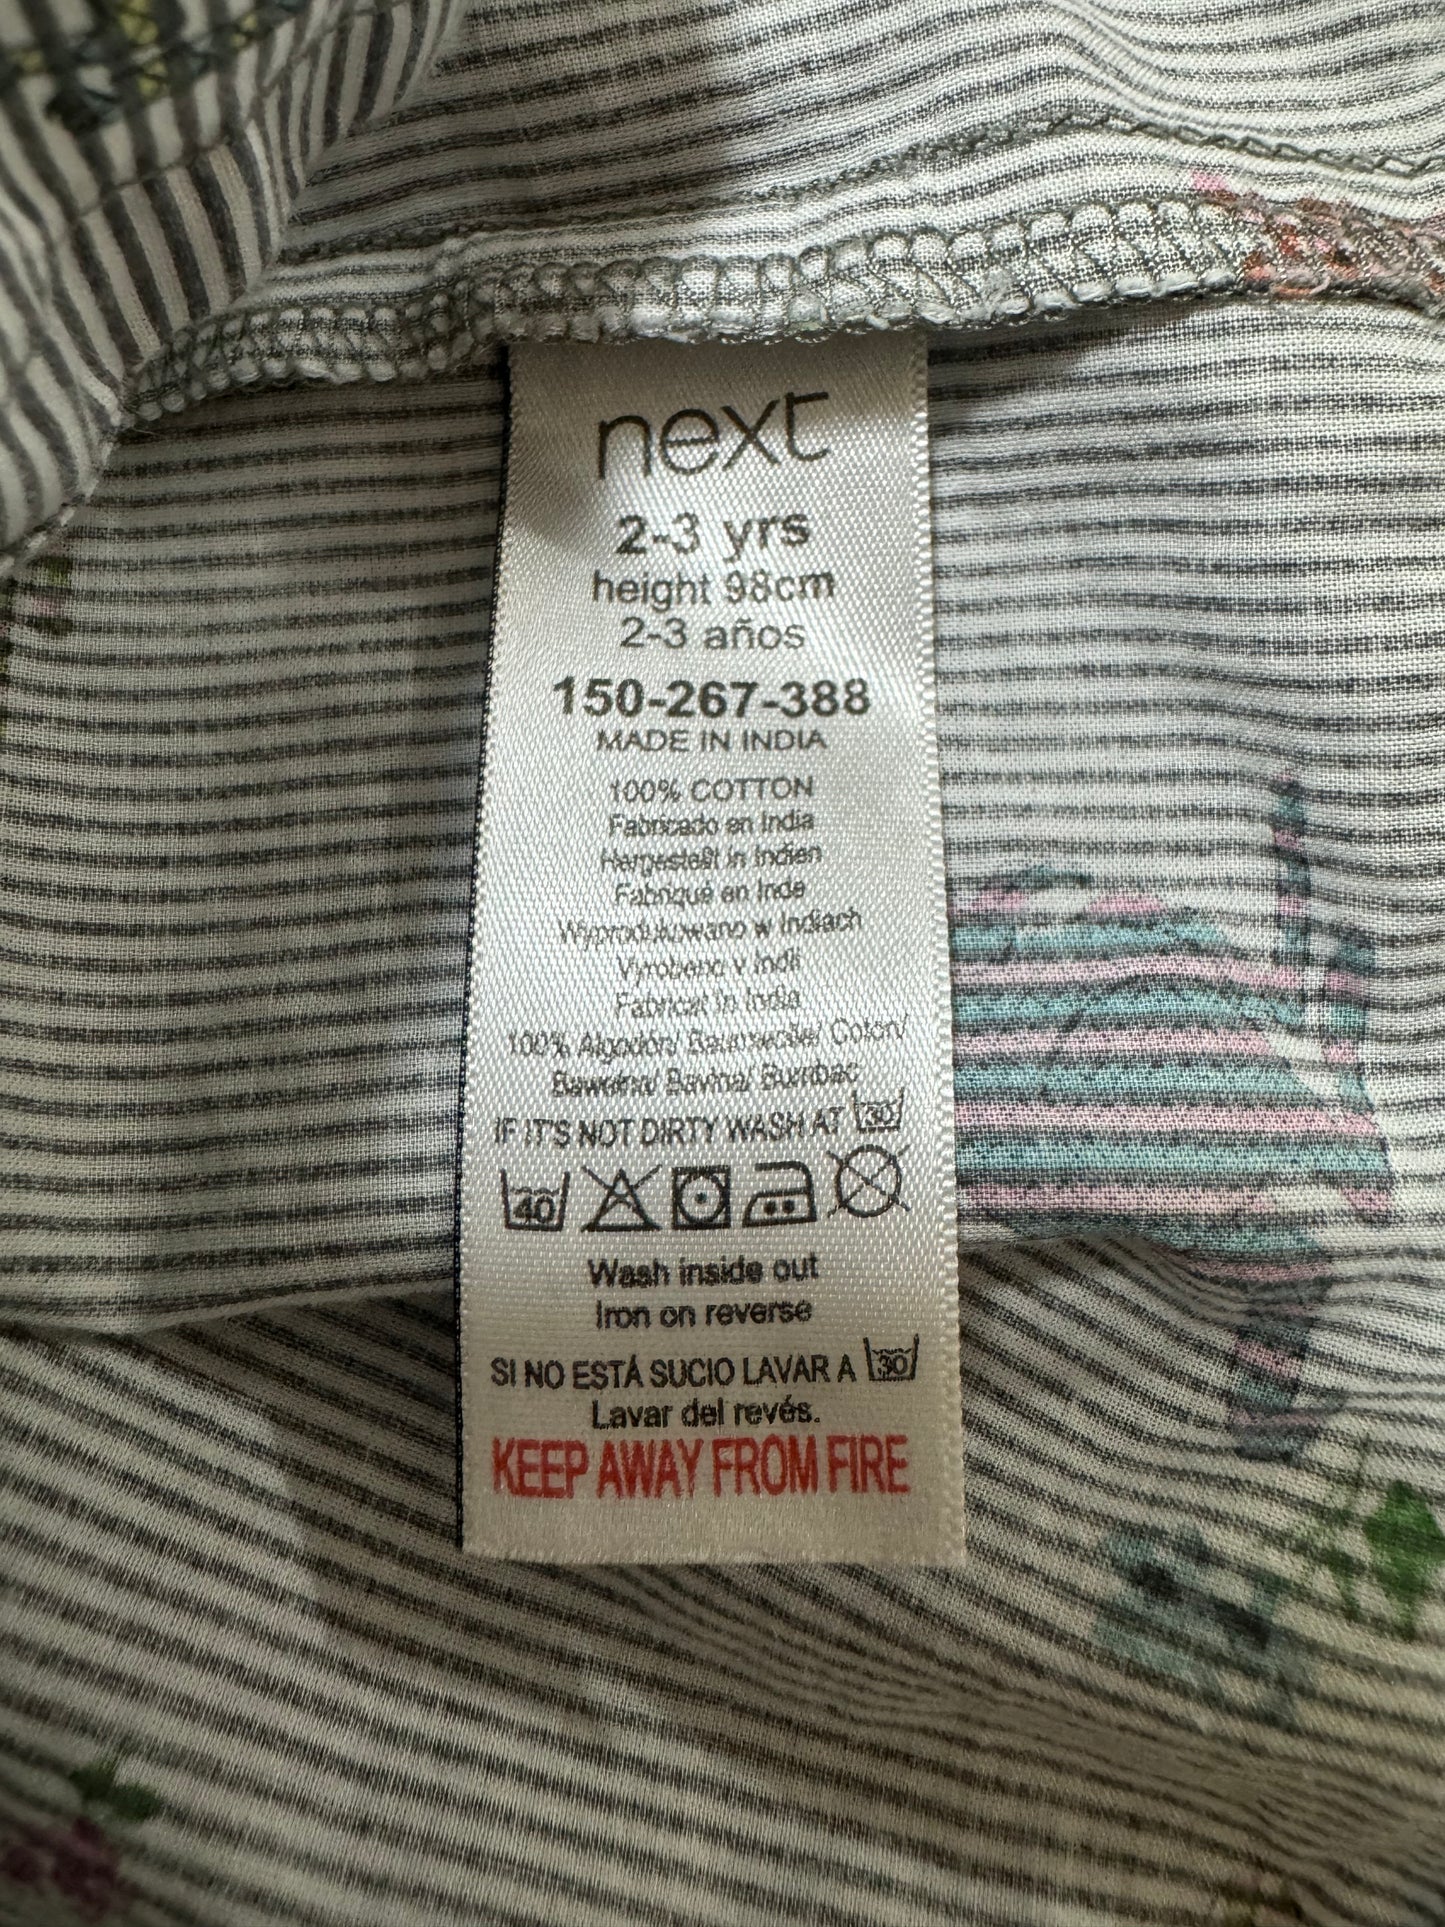 next
2-3 yrs
height 98cm
2-3 años
150-267-388
MADE IN INDIA
100% COTTON
Fabricado en India
Hergestellt in Indien
Fabriqué en Inde
Wyprodukowano w Indiach
Vyrobeno v Indii
Fabricat în India
100% Algodón/ Baumwolle/ Coton/
Bawełna/ Bavlna/ Bumbac
IF IT'S NOT DIRTY WASH AT 30
40
Wash inside out
Iron on reverse
SI NO ESTÁ SUCIO LAVAR A 30
Lavar del revés.
KEEP AWAY FROM FIRE